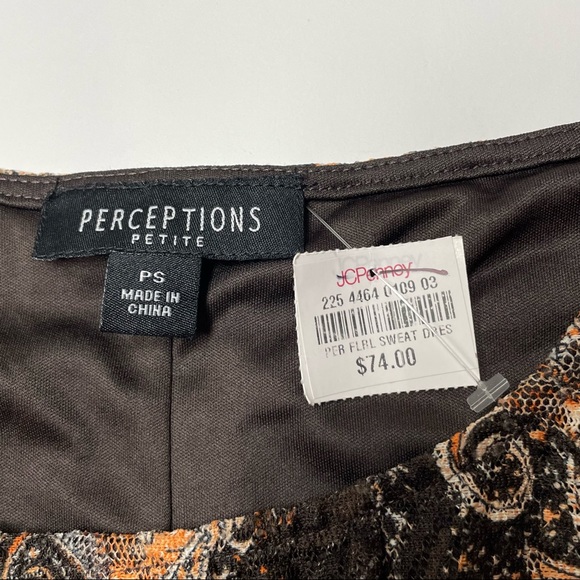 PERCEPTIONS
PETITE
PS
MADE IN
CHINA
JCPenney
225 4464 0109 03
PER FLRL SWEAT DRES
$74.00